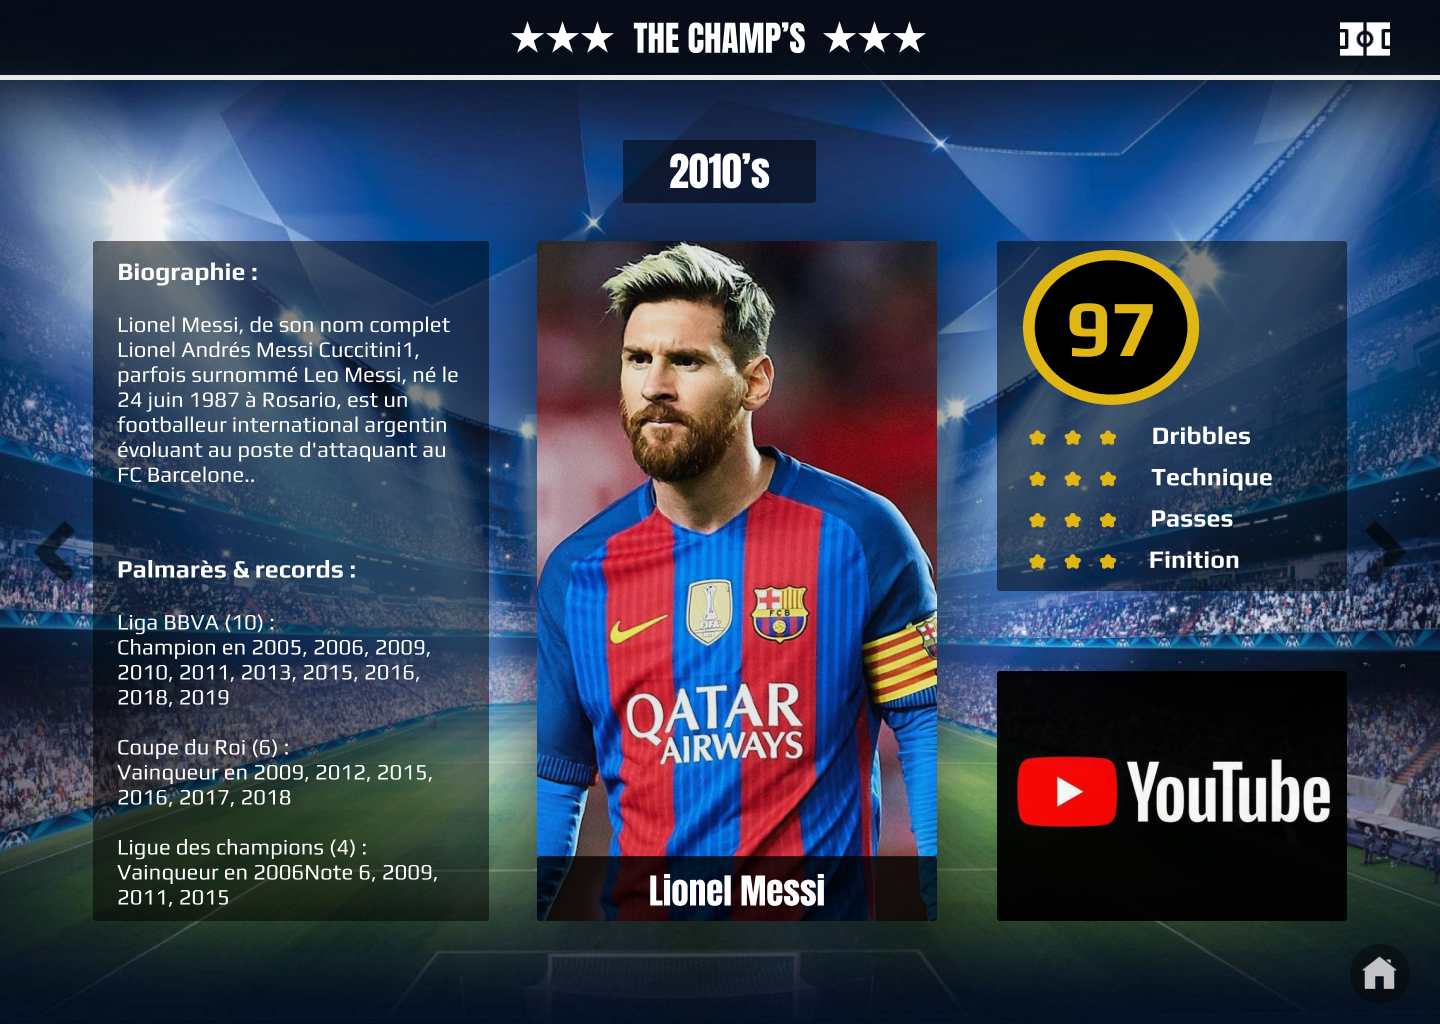 THE CHAMP'S
2010's
Biographie :
Lionel Messi, de son nom complet
Lionel Andrés Messi Cuccitini1,
parfois surnommé Leo Messi, né le
24 juin 1987 à Rosario, est un
footballeur international argentin
évoluant au poste d'attaquant au
FC Barcelone..
Palmarès & records :
Liga BBVA (10) :
Champion en 2005, 2006, 2009,
2010, 2011, 2013, 2015, 2016,
2018, 2019
Coupe du Roi (6) :
Vainqueur en 2009, 2012, 2015,
2016, 2017, 2018
Ligue des champions (4) :
Vainqueur en 2006Note 6, 2009,
2011, 2015
FIFA
FCB
QATAR
AIRWAYS
Lionel Messi
97
Dribbles
Technique
Passes
Finition
YouTube